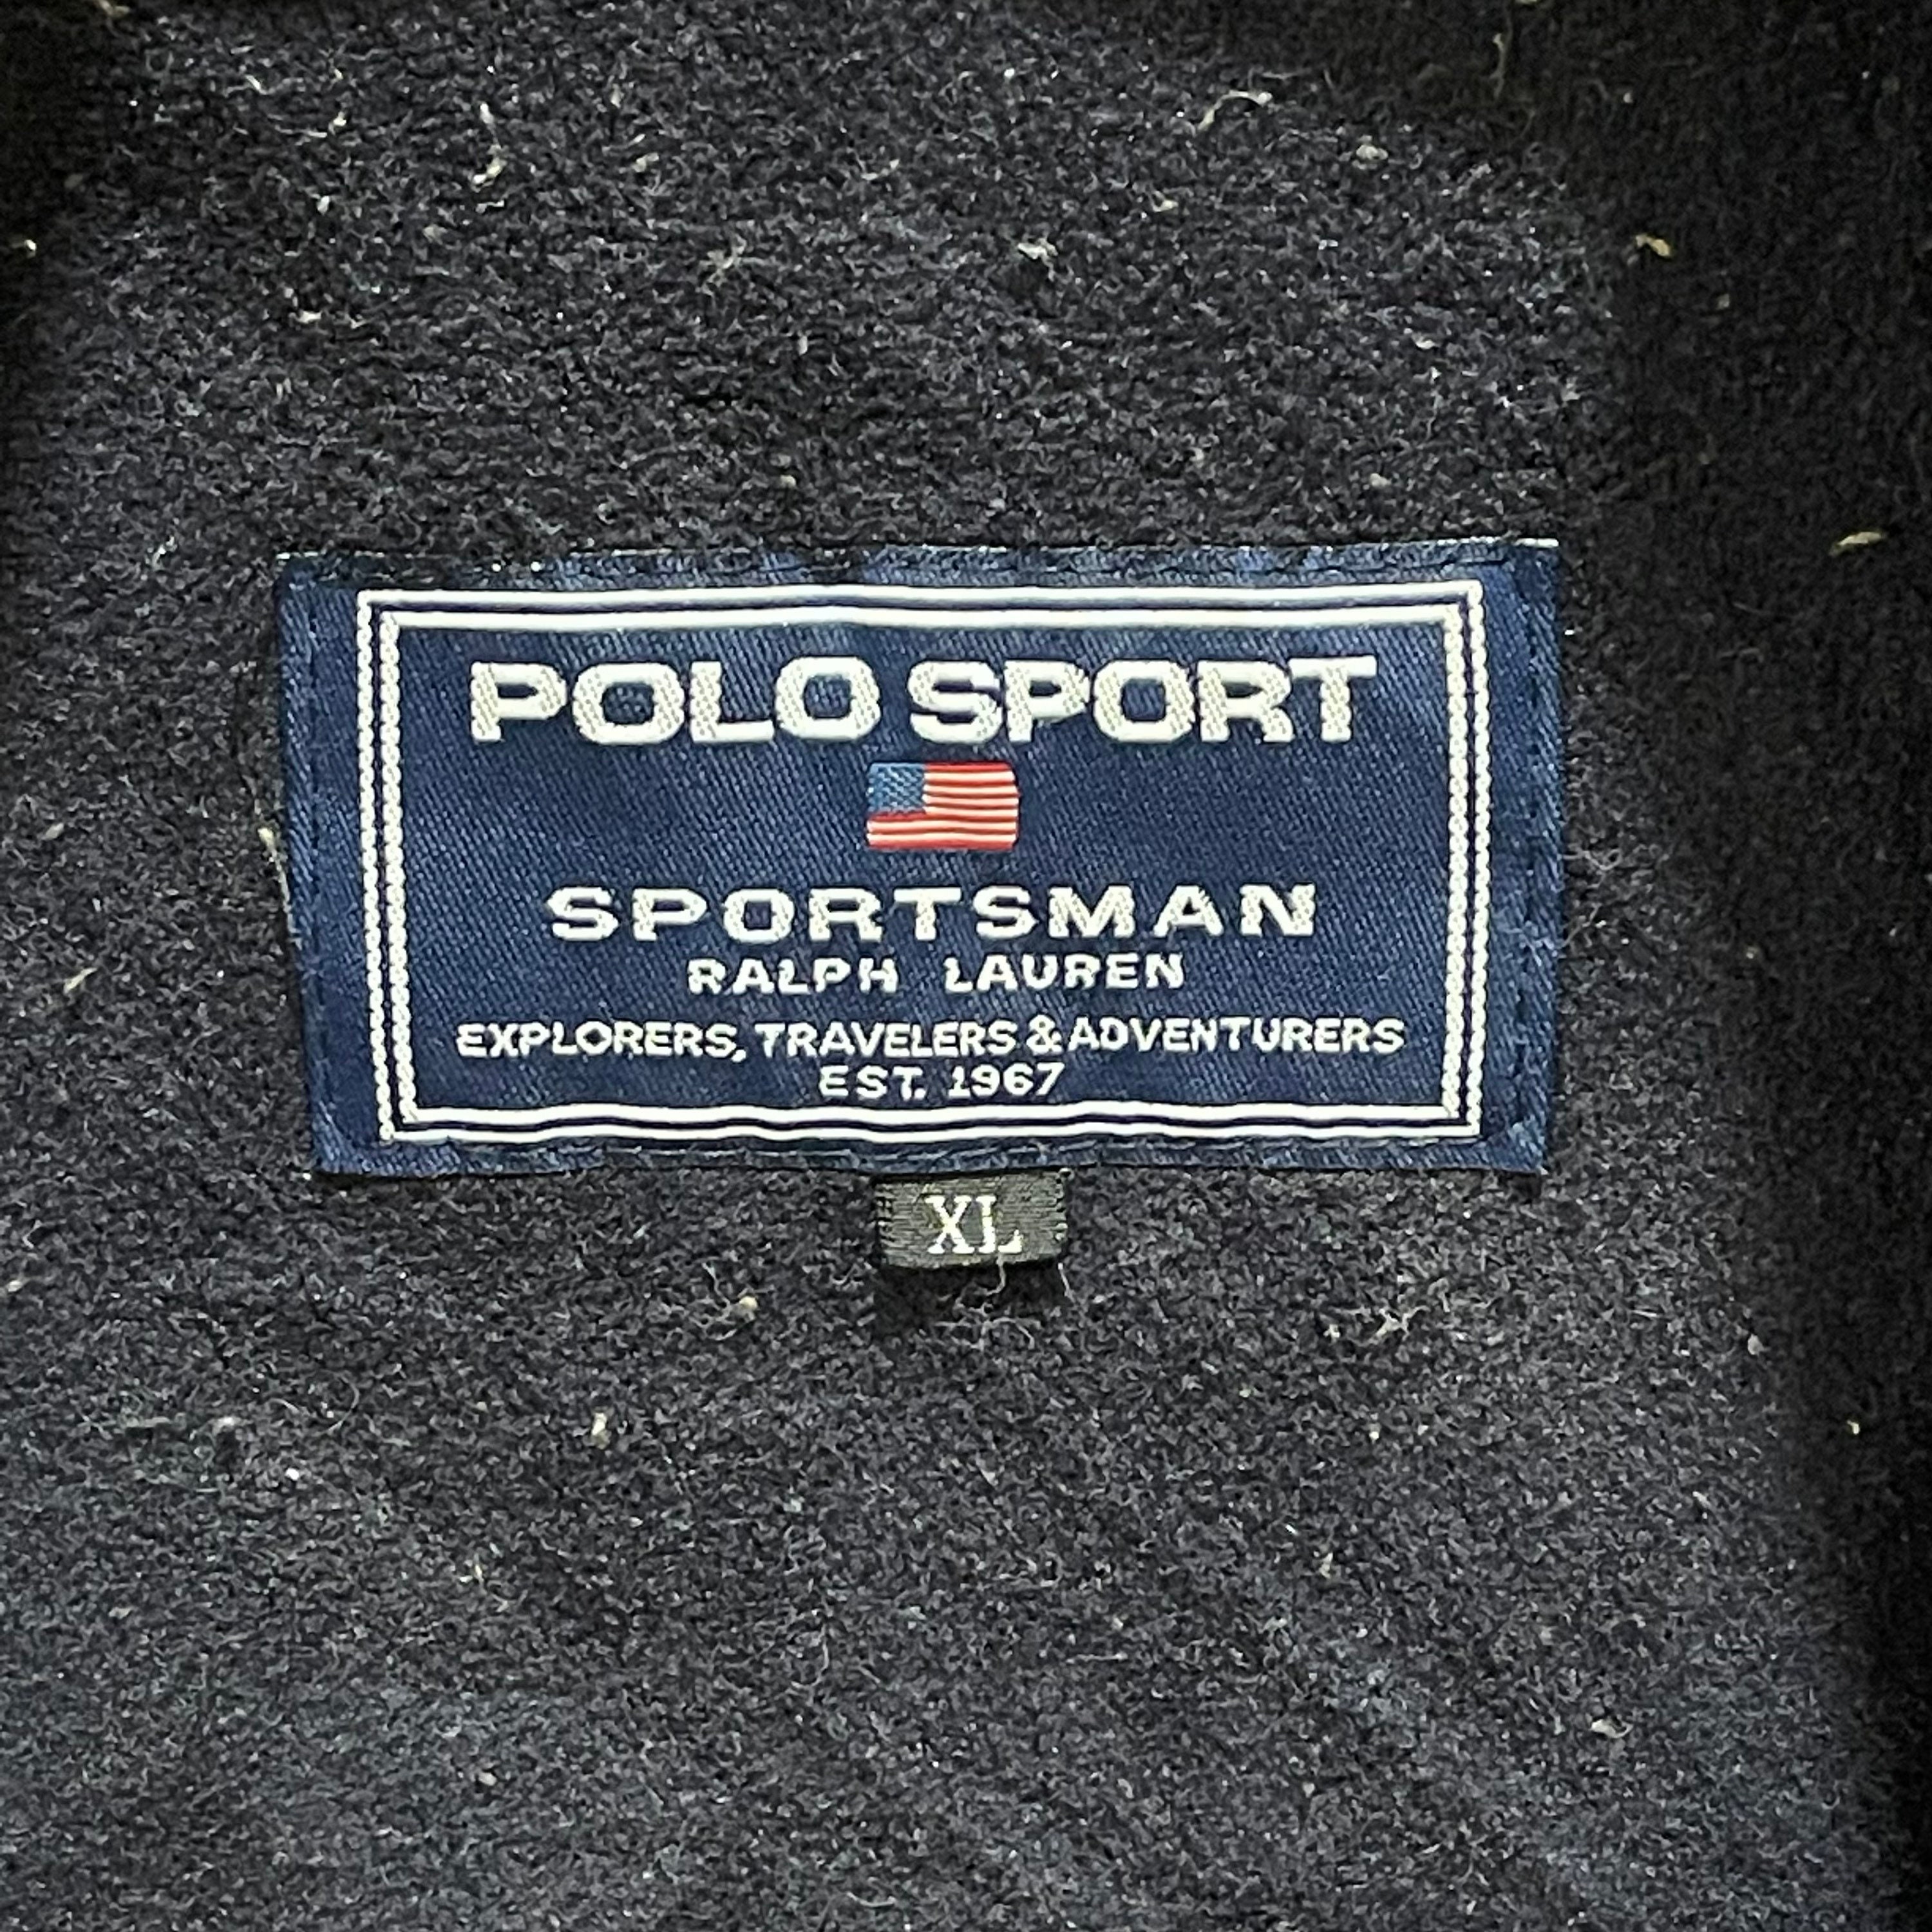 POLO SPORT
SPORTSMAN
RALPH LAUREN
EXPLORERS, TRAVELERS & ADVENTURERS
EST. 1967
XL